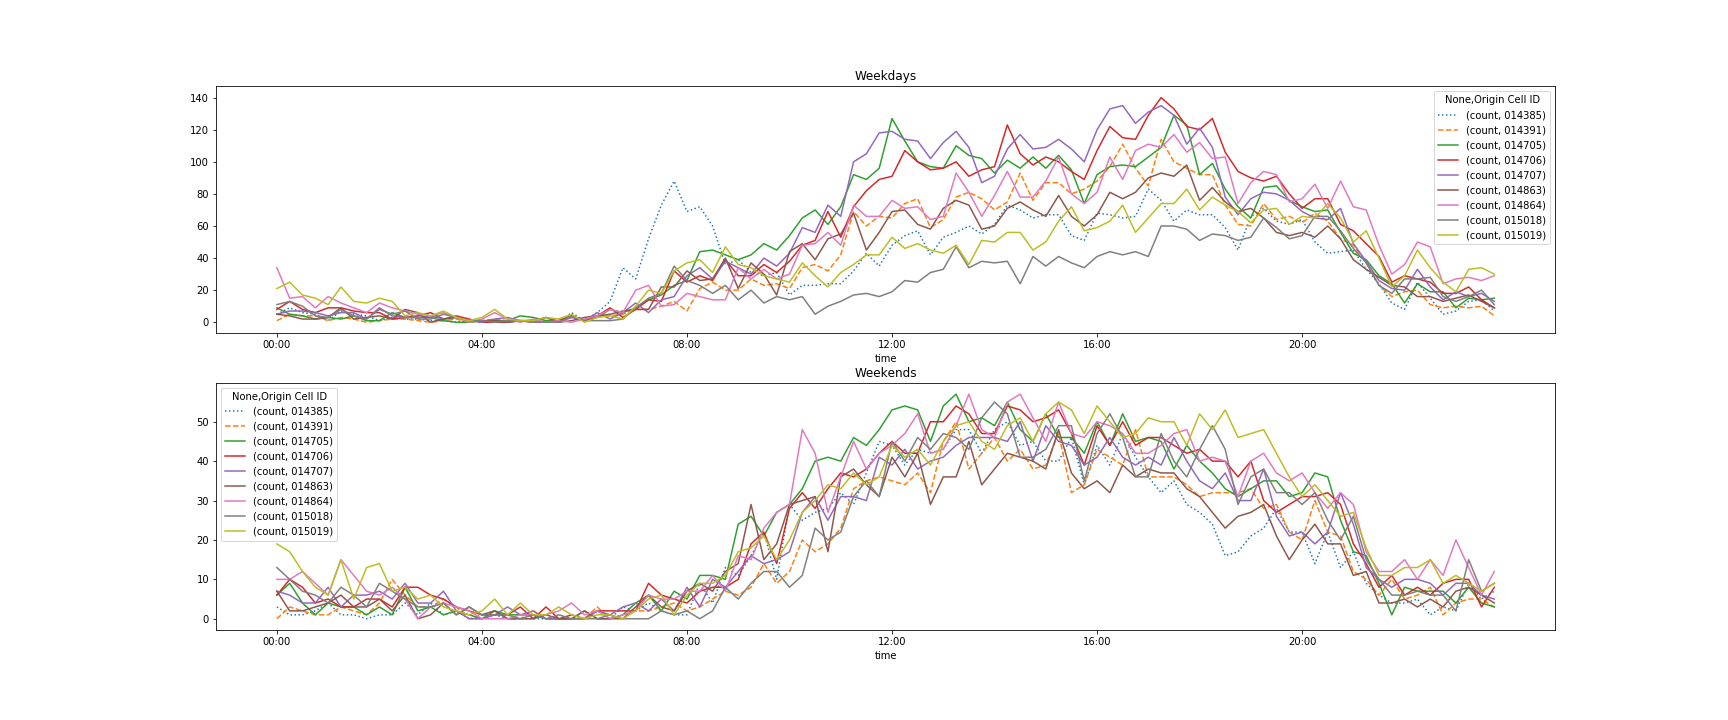 Weekdays
140
120
100
80
60
40
20
0
00:00
04:00
08:00
12:00
16:00
20:00
time
None,Origin Cell ID
(count, 014385)
(count, 014391)
(count, 014705)
(count, 014706)
(count, 014707)
(count, 014863)
(count, 014864)
(count, 015018)
(count, 015019)
Weekends
50
40
30
20
10
0
None,Origin Cell ID
(count, 014385)
(count, 014391)
(count, 014705)
(count, 014706)
(count, 014707)
(count, 014863)
(count, 014864)
(count, 015018)
(count, 015019)
00:00
04:00
08:00
12:00
16:00
20:00
time